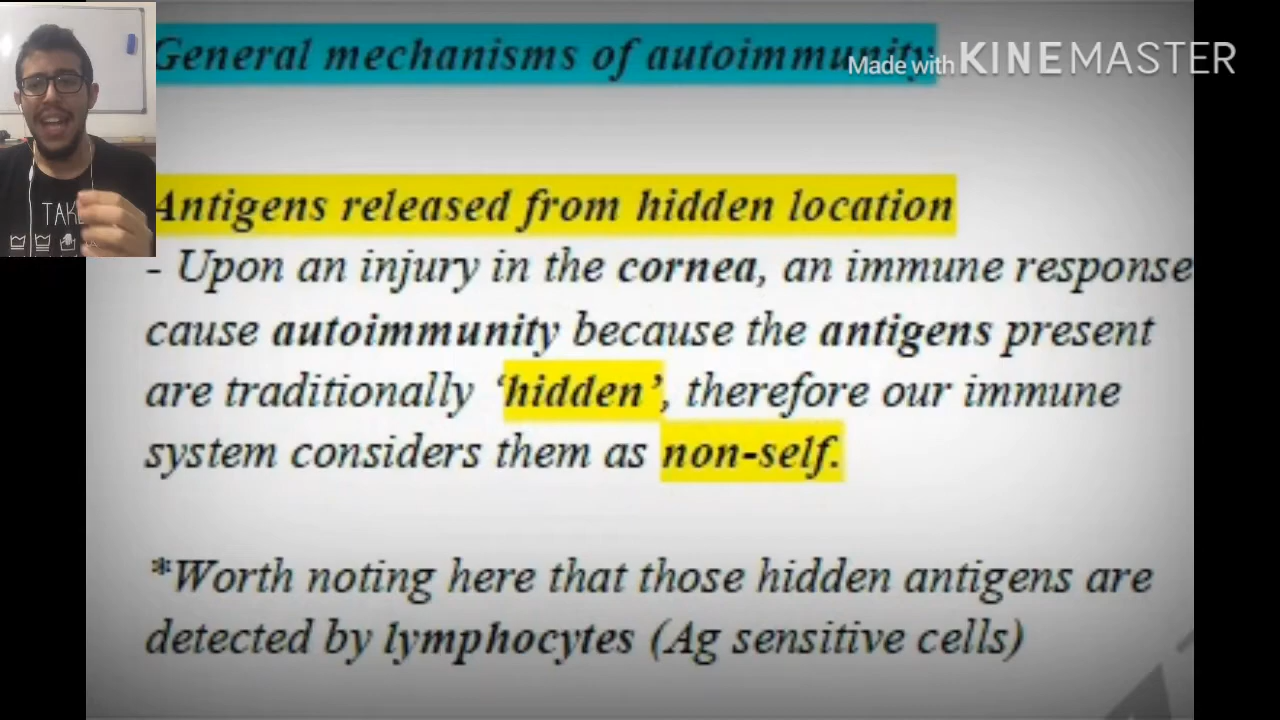 General mechanisms of autoimmunity
Made with KINEMASTER
Antigens released from hidden location
- Upon an injury in the cornea, an immune response
cause autoimmunity because the antigens present
are traditionally ‘hidden’, therefore our immune
system considers them as non-self.
*Worth noting here that those hidden antigens are
detected by lymphocytes (Ag sensitive cells)